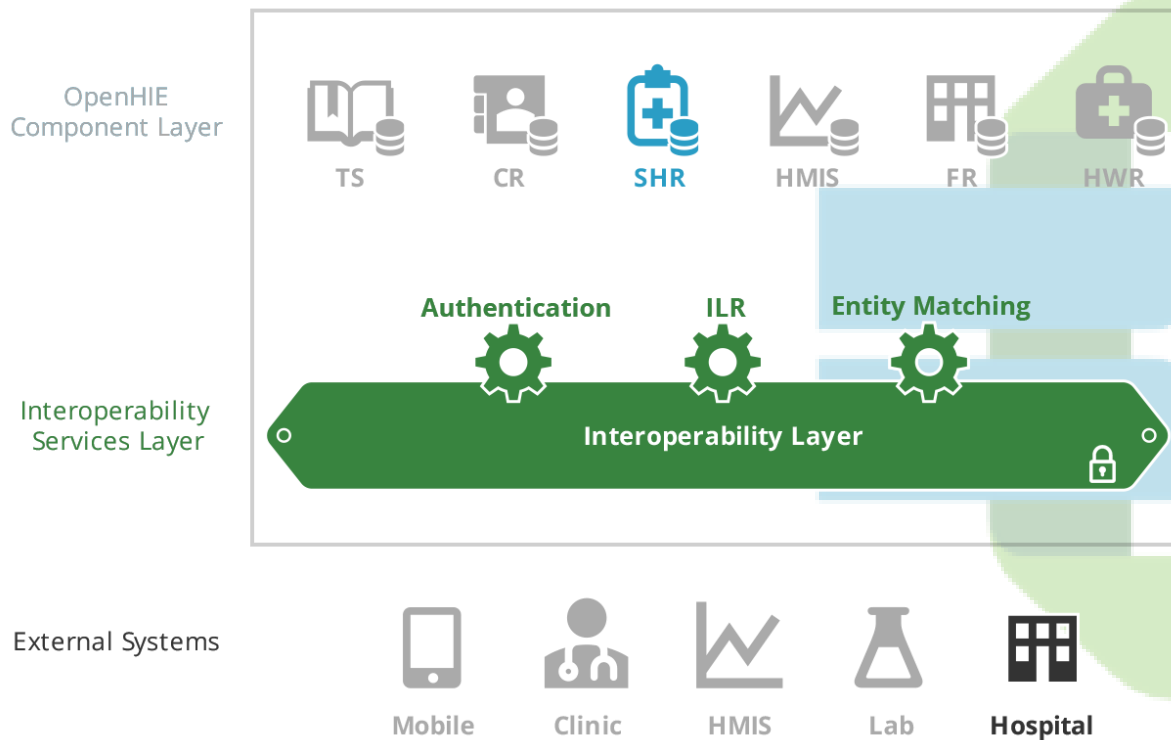 OpenHIE
Component Layer
TS
CR
SHR
HMIS
FR
HWR
Authentication
ILR
Entity Matching
Interoperability
Services Layer
Interoperability Layer
External Systems
Mobile
Clinic
HMIS
Lab
Hospital